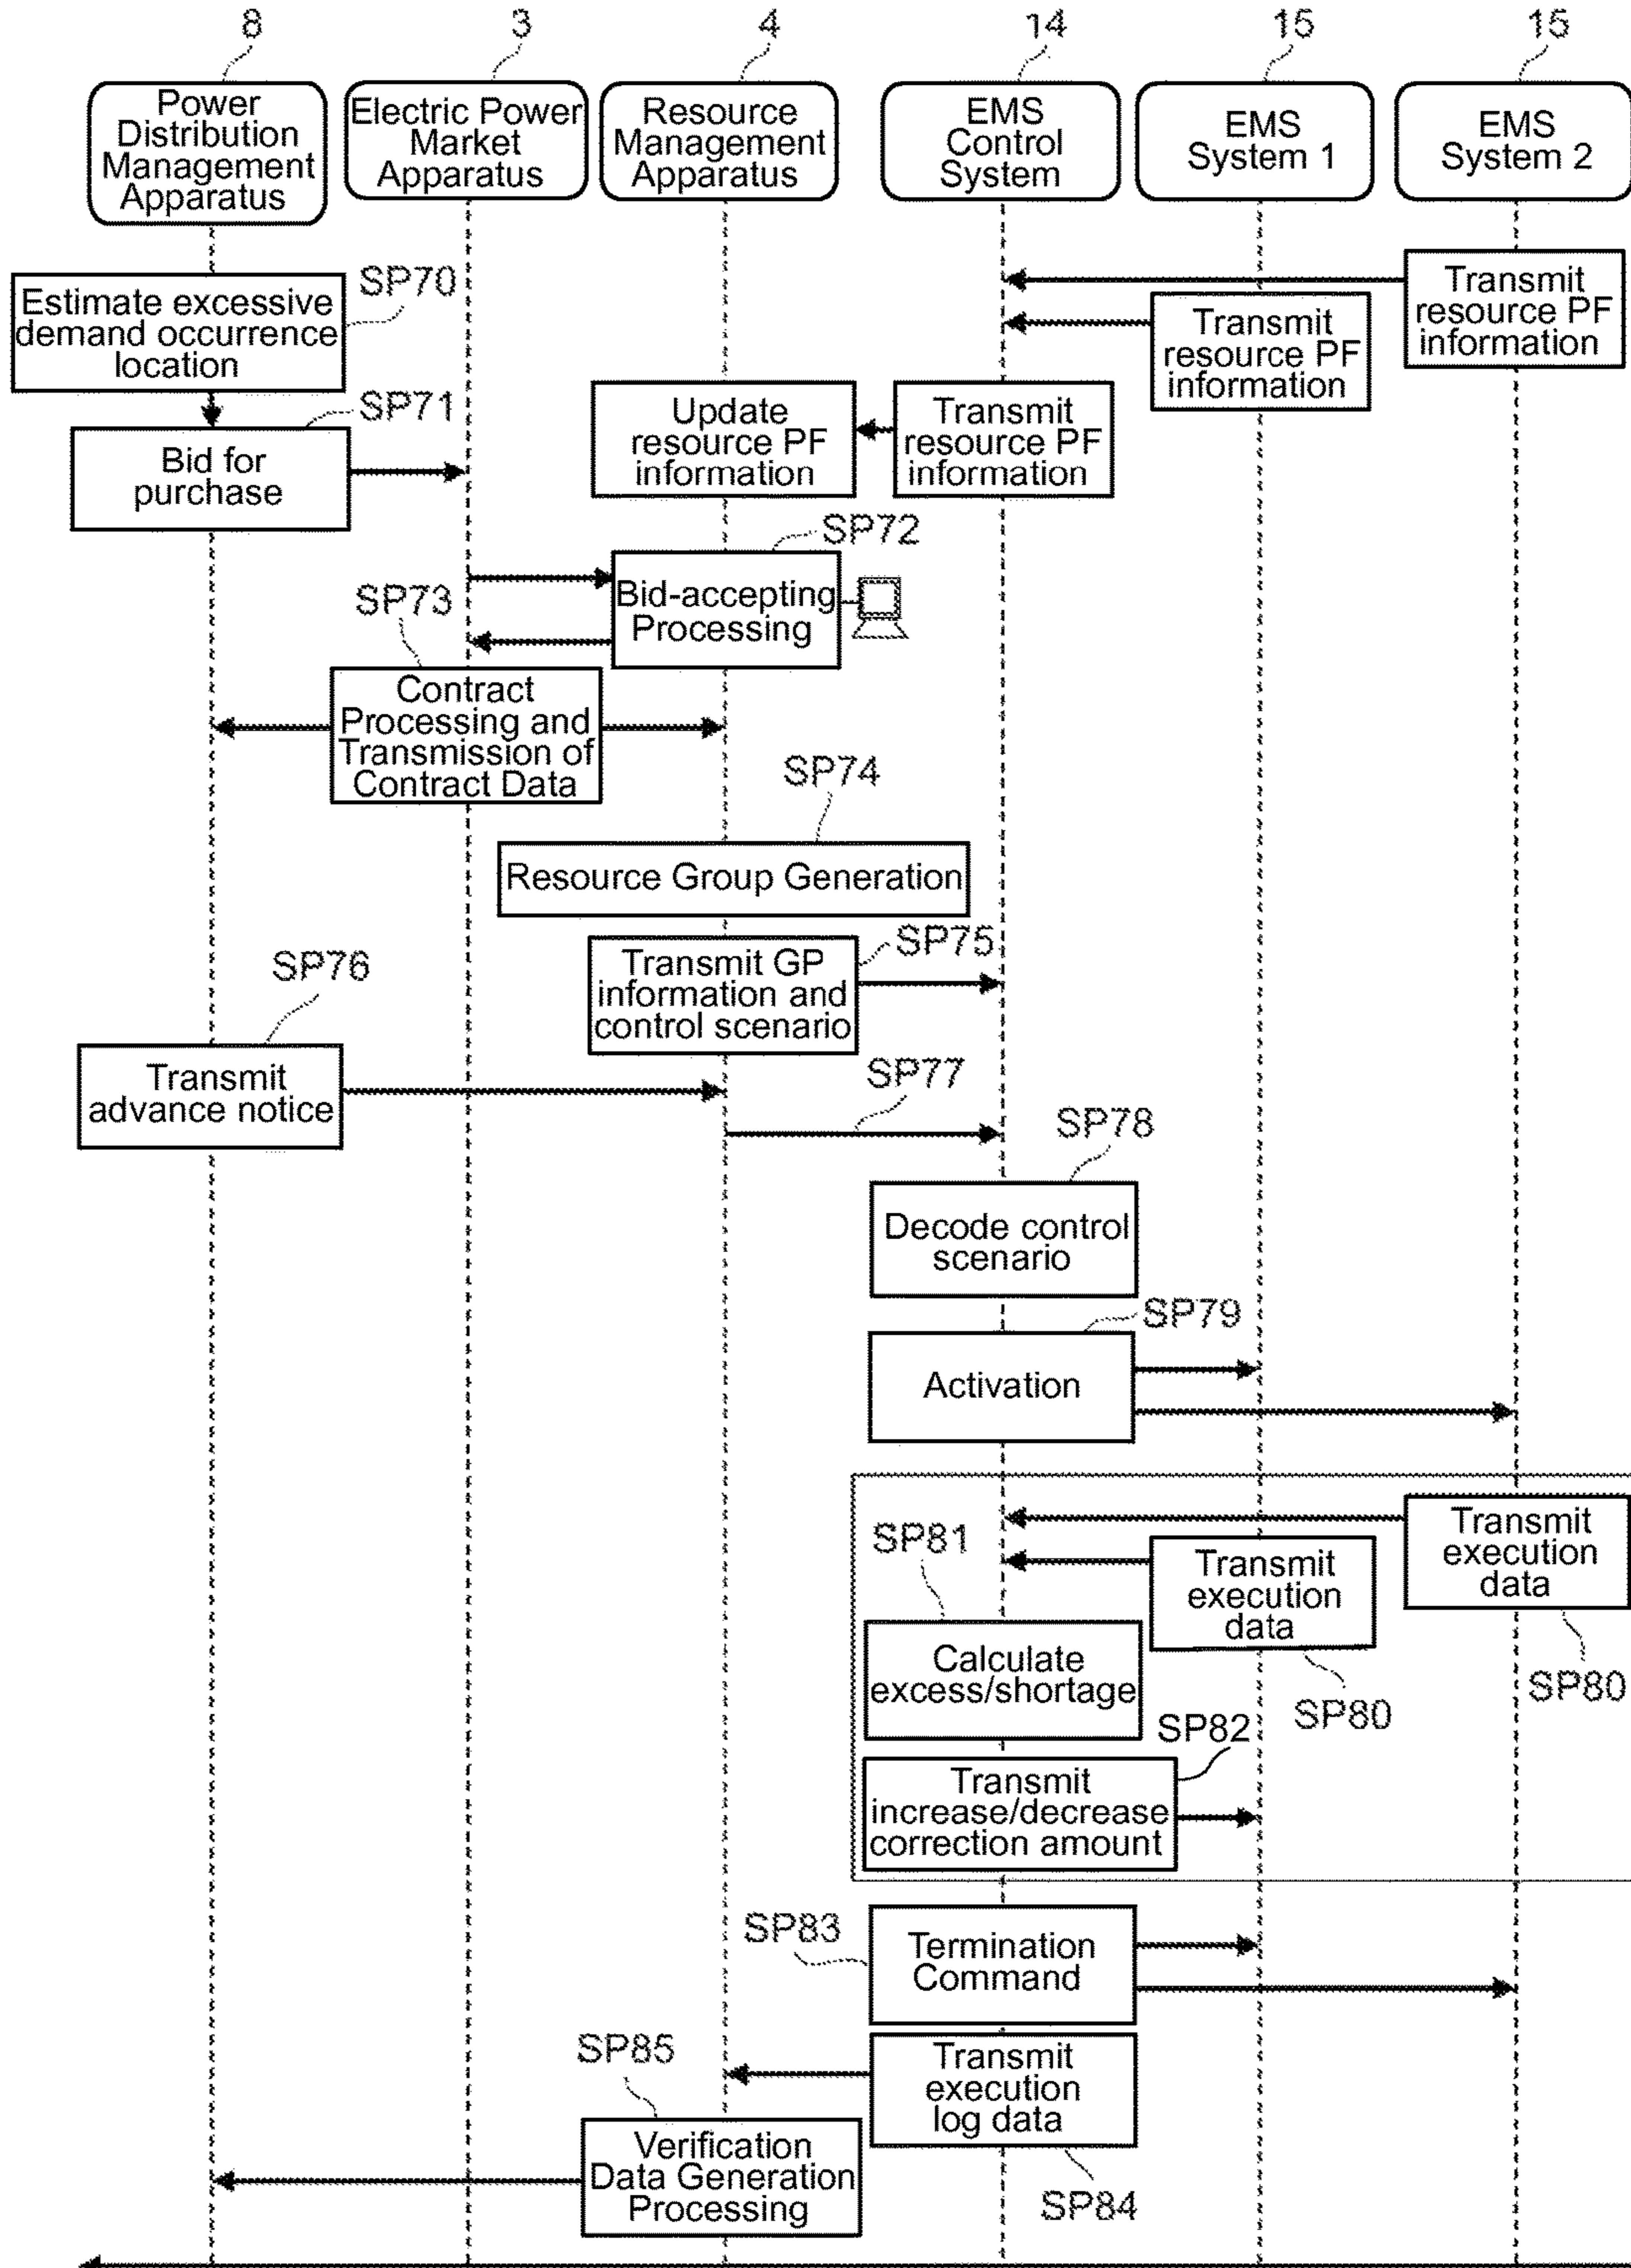 8
3
4
14
15
15
Power
Distribution
Management
Apparatus
Electric Power
Market
Apparatus
Resource
Management
Apparatus
EMS
Control
System
EMS
System 1
EMS
System 2
SP70
Estimate excessive
demand occurrence
location
Transmit
resource PF
information
Transmit
resource PF
information
SP71
Bid for
purchase
Update
resource PF
information
Transmit
resource PF
information
SP72
Bid-accepting
Processing
SP73
Contract
Processing and
Transmission of
Contract Data
SP74
Resource Group Generation
SP75
Transmit GP
information and
control scenario
SP76
Transmit
advance notice
SP77
SP78
Decode control
scenario
SP79
Activation
Transmit
execution
data
SP80
Transmit
execution
data
SP80
SP81
Calculate
excess/shortage
SP82
Transmit
increase/decrease
correction amount
SP83
Termination
Command
Transmit
execution
log data
SP84
SP85
Verification
Data Generation
Processing